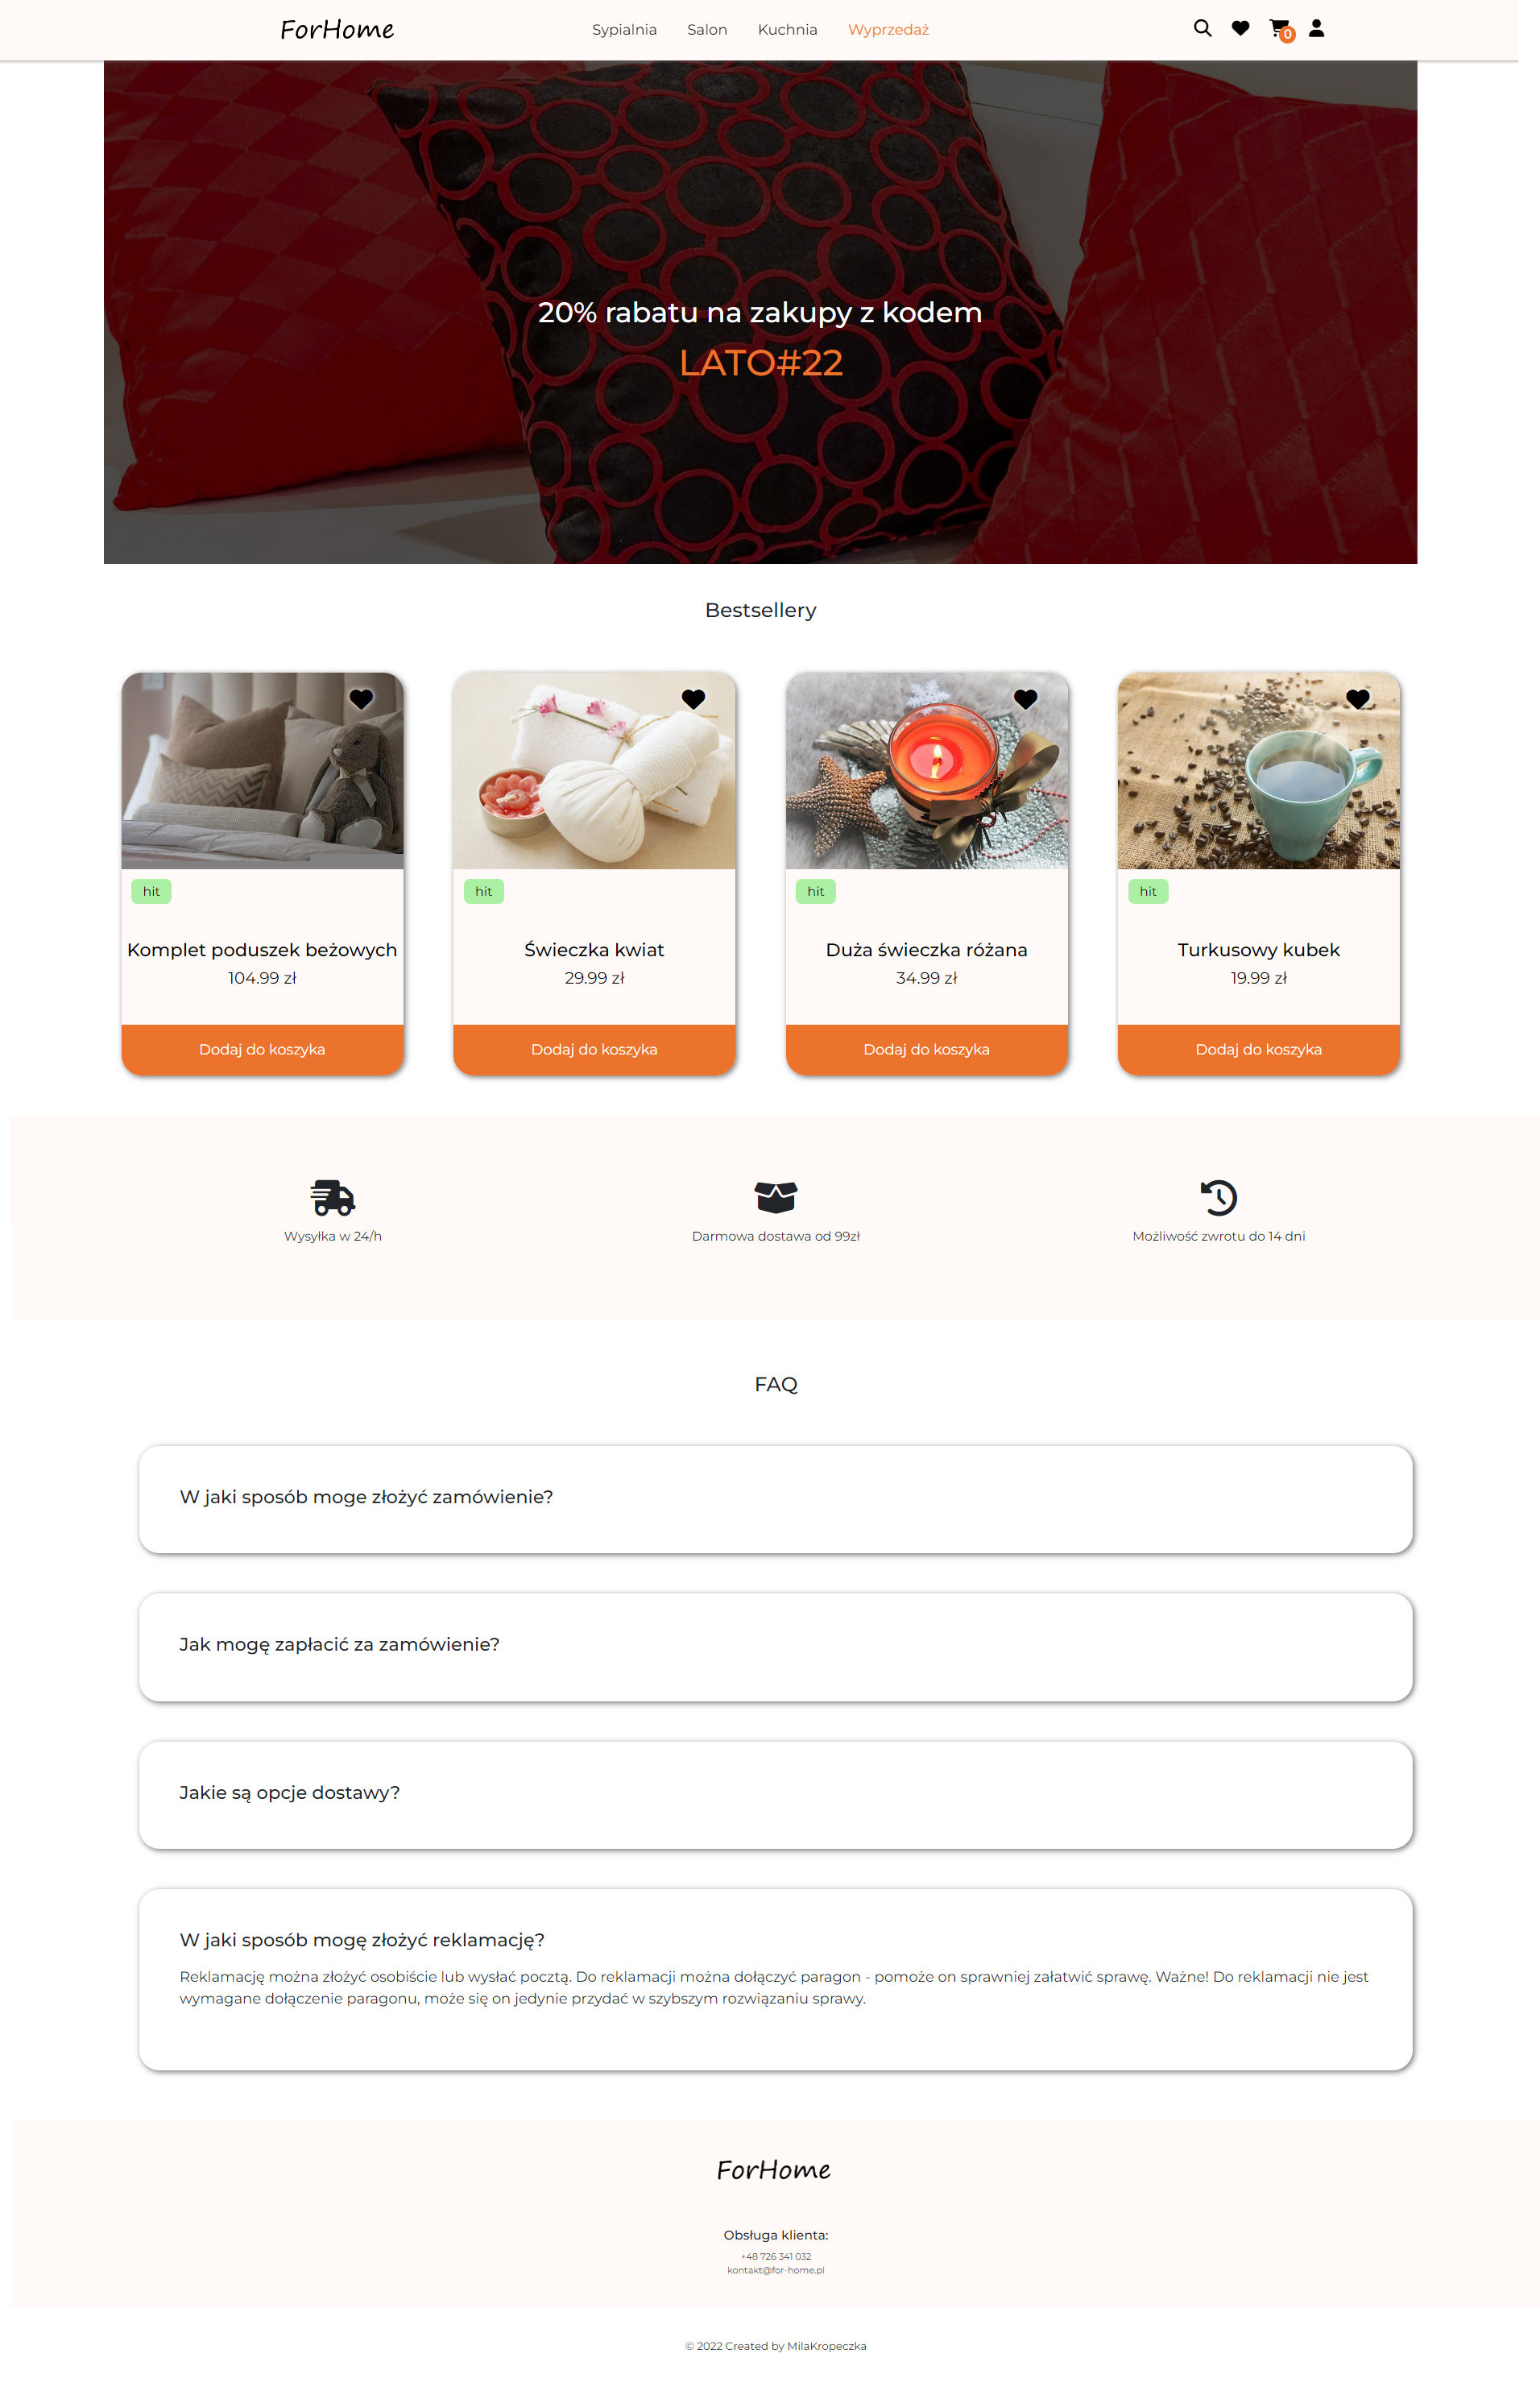 ForHome
Sypialnia
Salon
Kuchnia
Wyprzedaż
0
20% rabatu na zakupy z kodem
LATO#22
Bestsellery
hit
Komplet poduszek beżowych
104.99 zł
Dodaj do koszyka
hit
Świeczka kwiat
29.99 zł
Dodaj do koszyka
hit
Duża świeczka różana
34.99 zł
Dodaj do koszyka
hit
Turkusowy kubek
19.99 zł
Dodaj do koszyka
Wysyłka w 24/h
Darmowa dostawa od 99zł
Możliwość zwrotu do 14 dni
FAQ
W jaki sposób moge złożyć zamówienie?
Jak mogę zapłacić za zamówienie?
Jakie są opcje dostawy?
W jaki sposób mogę złożyć reklamację?
Reklamację można złożyć osobiście lub wysłać pocztą. Do reklamacji można dołączyć paragon - pomoże on sprawniej załatwić sprawę. Ważne! Do reklamacji nie jest
wymagane dołączenie paragonu, może się on jedynie przydać w szybszym rozwiązaniu sprawy.
ForHome
Obsługa klienta:
+48 726 341 032
kontakt@for-home.pl
© 2022 Created by MilaKropeczka